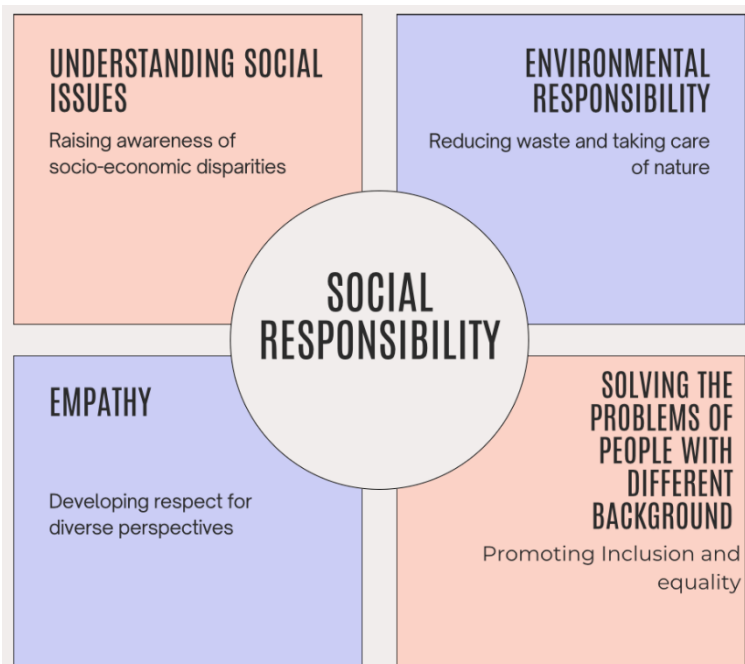 UNDERSTANDING SOCIAL
ISSUES
Raising awareness of
socio-economic disparities
ENVIRONMENTAL
RESPONSIBILITY
Reducing waste and taking care
of nature
SOCIAL
RESPONSIBILITY
EMPATHY
Developing respect for
diverse perspectives
SOLVING THE
PROBLEMS OF
PEOPLE WITH
DIFFERENT
BACKGROUND
Promoting Inclusion and
equality